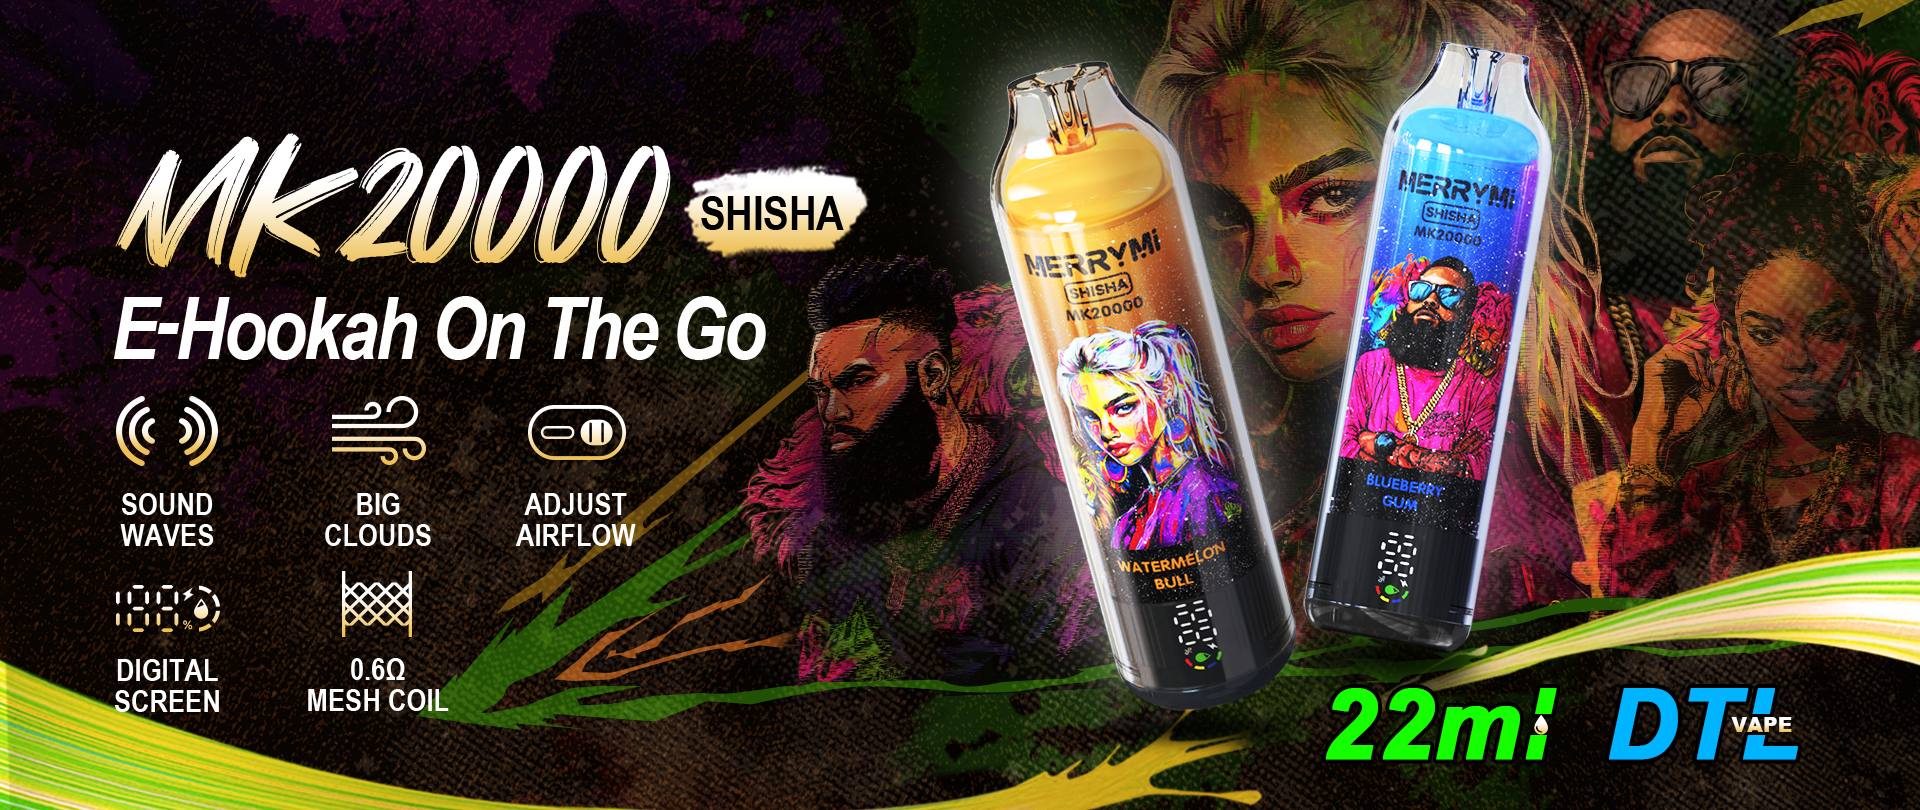 MK20000 SHISHA
E-Hookah On The Go
SOUND
WAVES
BIG
CLOUDS
ADJUST
AIRFLOW
DIGITAL
SCREEN
0.6Ω
MESH COIL
MERRYMi
SHISHA
MK20000
WATERMELON
BULL
MERRYMi
SHISHA
MK20000
BLUEBERRY
GUM
22ml
DTL
VAPE